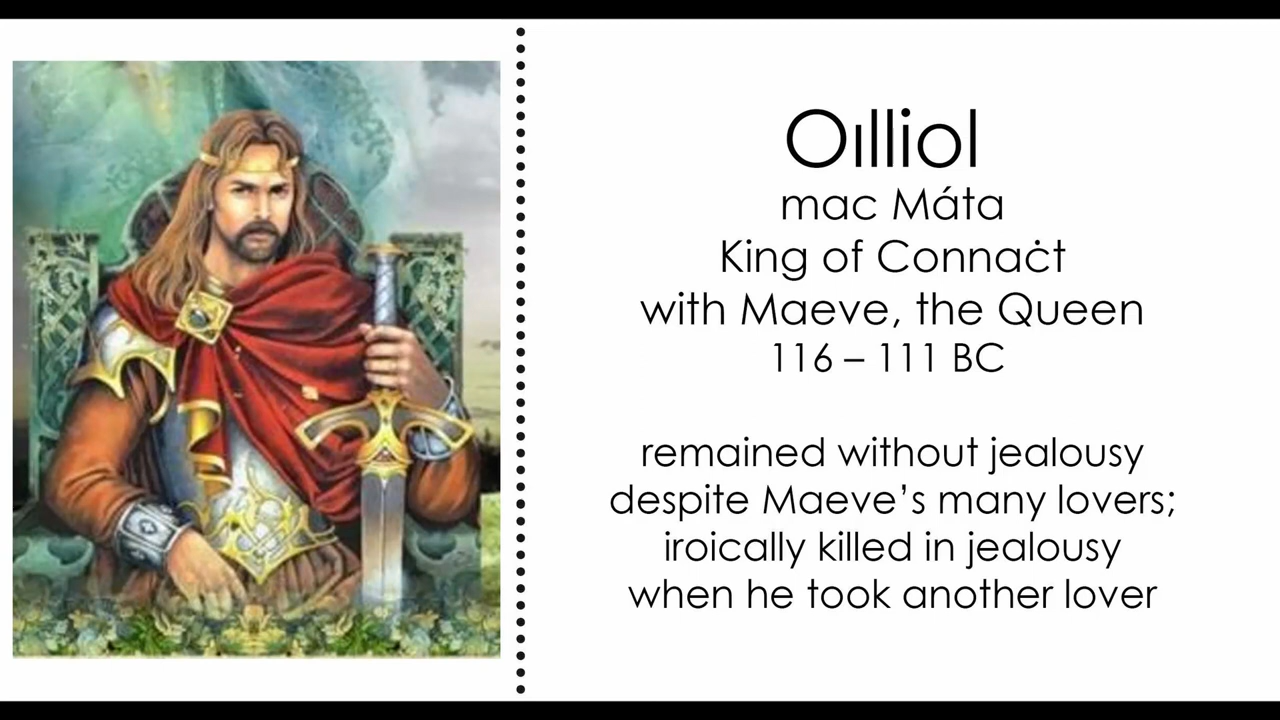 Oılliol
mac Máta
King of Connaċt
with Maeve, the Queen
116 – 111 BC
remained without jealousy
despite Maeve’s many lovers;
iroically killed in jealousy
when he took another lover